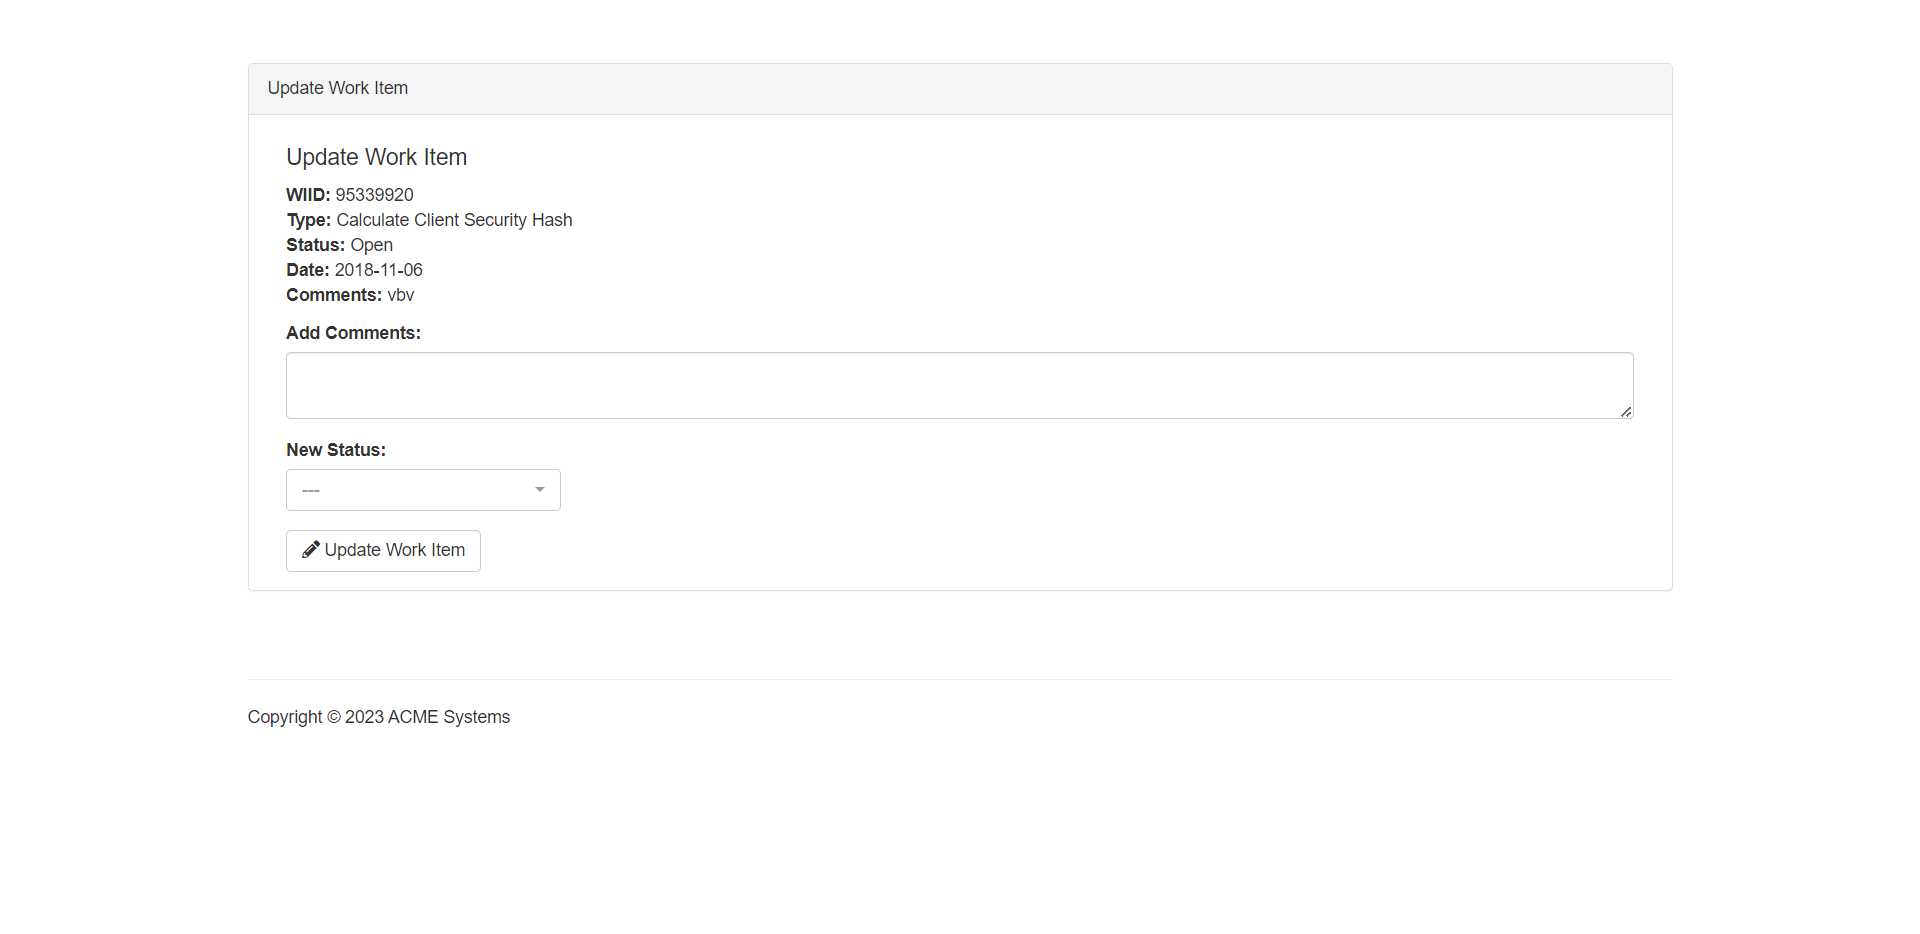 Update Work Item
Update Work Item
WIID: 95339920
Type: Calculate Client Security Hash
Status: Open
Date: 2018-11-06
Comments: vbv
Add Comments:
New Status:
---
Update Work Item
Copyright © 2023 ACME Systems